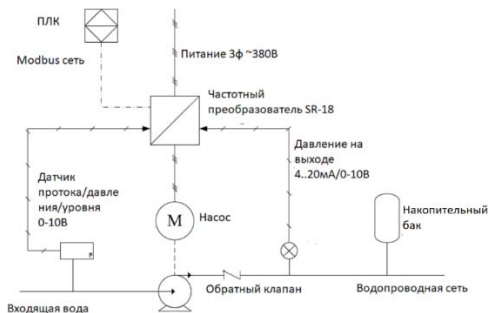 ПЛК
Modbus сеть
Питание 3ф ~380В
Частотный
преобразователь SR-18
Давление на
выходе
4..20мА/0-10В
Датчик
протока/давле
ния/уровня
0-10В
M
Насос
Накопительный
бак
P
Обратный клапан
Водопроводная сеть
Входящая вода